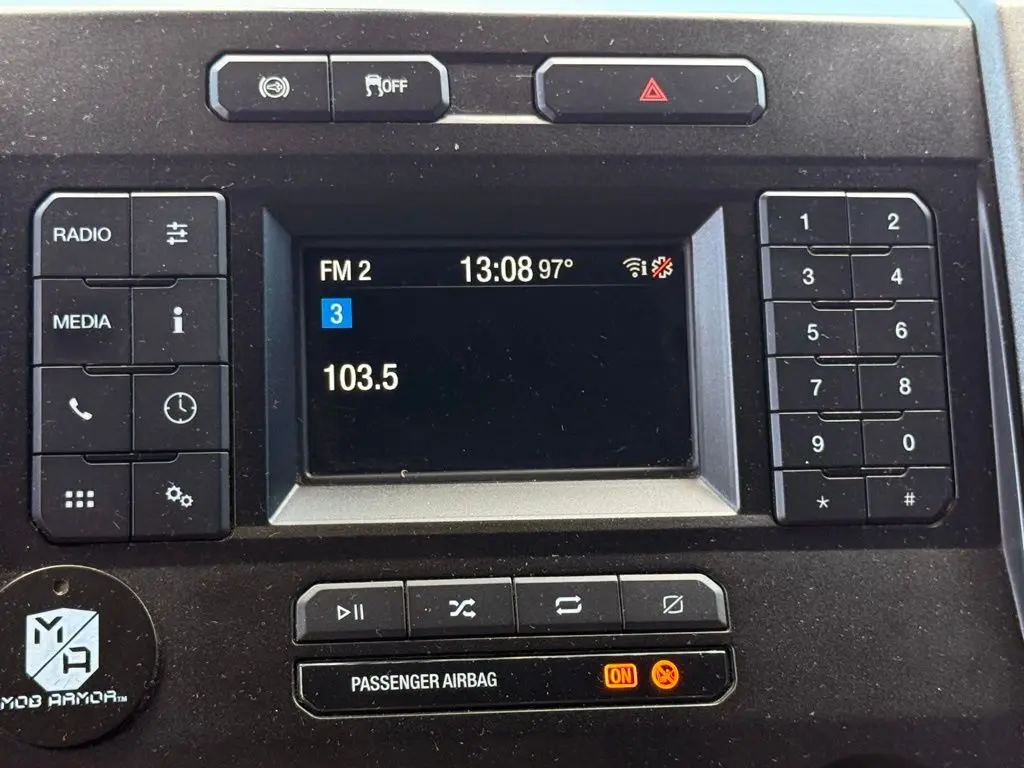 OFF
RADIO
MEDIA
FM 2 13:08 97° i
3
103.5
i
1 2
3 4
5 6
7 8
9 0
* #
MA
MOB ARMOR™
PASSENGER AIRBAG ON